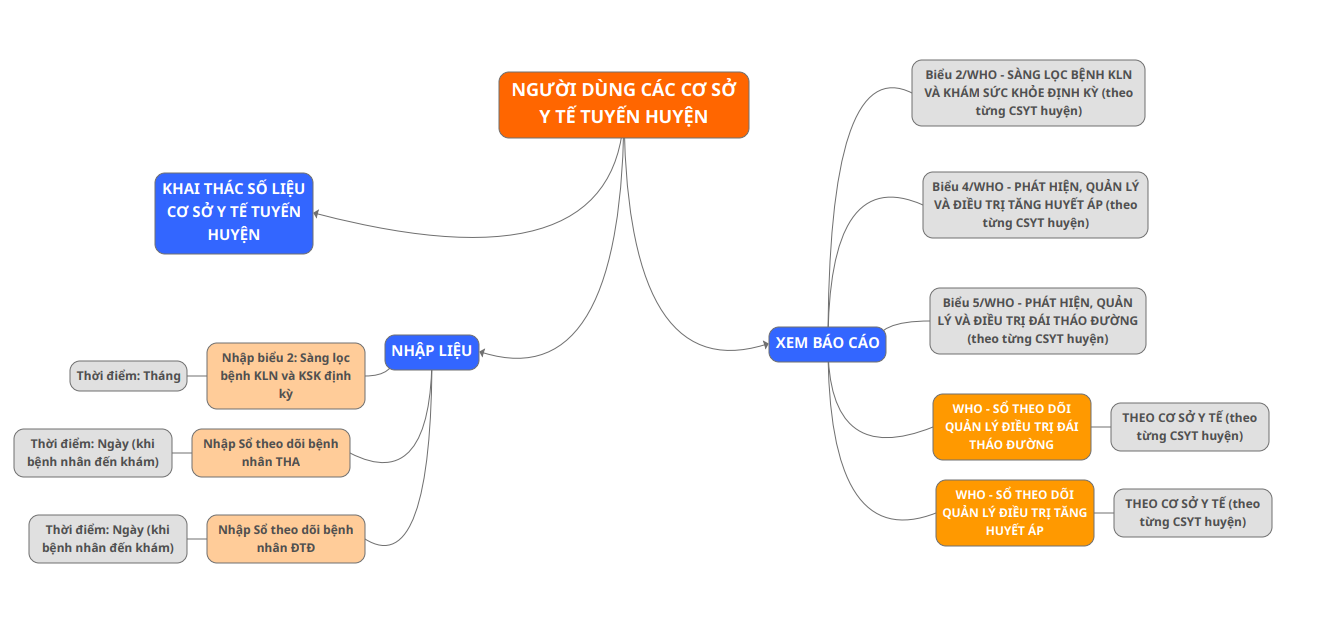 NGƯỜI DÙNG CÁC CƠ SỞ
Y TẾ TUYẾN HUYỆN
KHAI THÁC SỐ LIỆU
CƠ SỞ Y TẾ TUYẾN
HUYỆN
NHẬP LIỆU
Nhập biểu 2: Sàng lọc
bệnh KLN và KSK định
kỳ
Thời điểm: Tháng
Nhập Sổ theo dõi bệnh
nhân THA
Thời điểm: Ngày (khi
bệnh nhân đến khám)
Nhập Sổ theo dõi bệnh
nhân ĐTĐ
Thời điểm: Ngày (khi
bệnh nhân đến khám)
XEM BÁO CÁO
Biểu 2/WHO - SÀNG LỌC BỆNH KLN
VÀ KHÁM SỨC KHỎE ĐỊNH KỲ (theo
từng CSYT huyện)
Biểu 4/WHO - PHÁT HIỆN, QUẢN LÝ
VÀ ĐIỀU TRỊ TĂNG HUYẾT ÁP (theo
từng CSYT huyện)
Biểu 5/WHO - PHÁT HIỆN, QUẢN
LÝ VÀ ĐIỀU TRỊ ĐÁI THÁO ĐƯỜNG
(theo từng CSYT huyện)
WHO - SỔ THEO DÕI
QUẢN LÝ ĐIỀU TRỊ ĐÁI
THÁO ĐƯỜNG
THEO CƠ SỞ Y TẾ (theo
từng CSYT huyện)
WHO - SỔ THEO DÕI
QUẢN LÝ ĐIỀU TRỊ TĂNG
HUYẾT ÁP
THEO CƠ SỞ Y TẾ (theo
từng CSYT huyện)